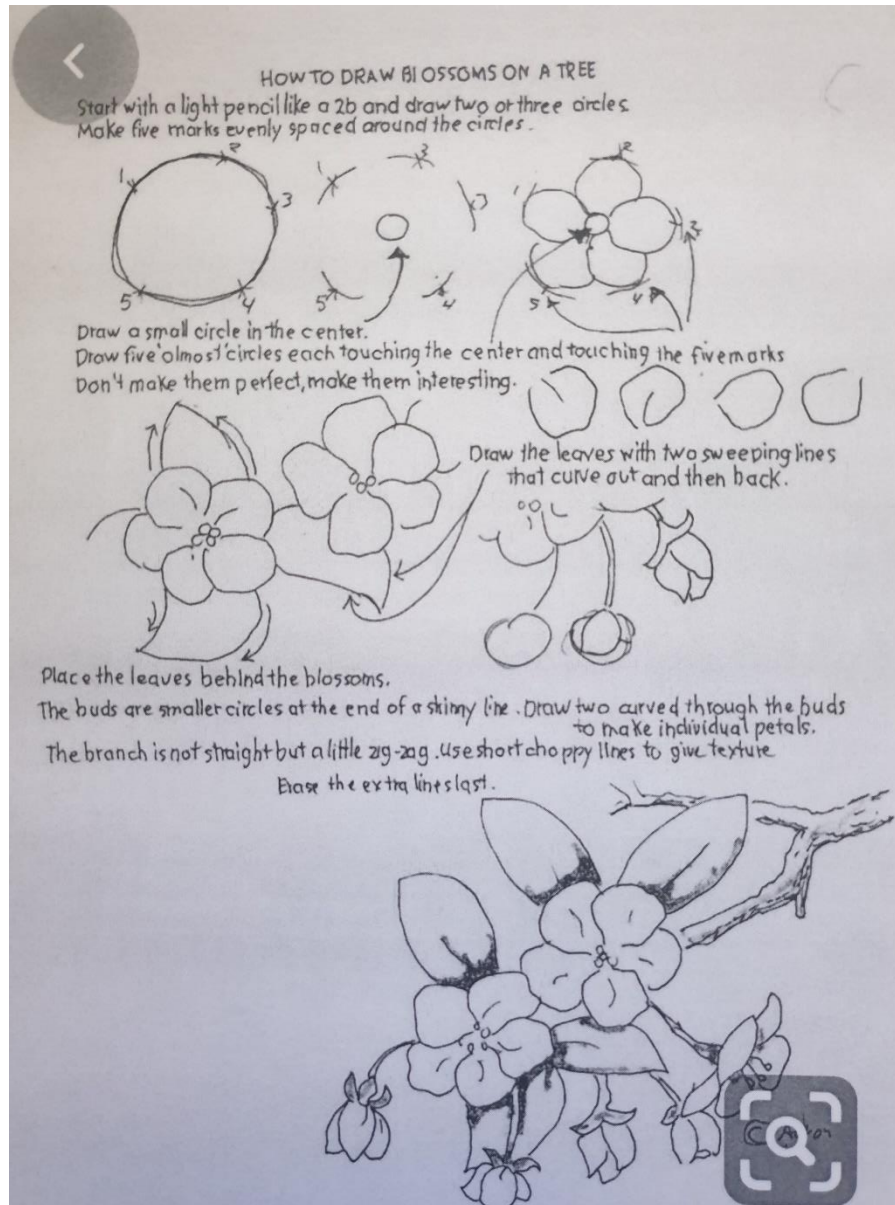 HOW TO DRAW BLOSSOMS ON A TREE
Start with a light pencil like a 2b and draw two or three circles.
Make five marks evenly spaced around the circles.
1 2 3 4 5
1 3 3 4 5
1 2 3 4 5
Draw a small circle in the center.
Draw five 'almost' circles each touching the center and touching the five marks
Don't make them perfect, make them interesting.
Draw the leaves with two sweeping lines
that curve out and then back.
Place the leaves behind the blossoms.
The buds are smaller circles at the end of a skinny line. Draw two curved through the buds
to make individual petals.
The branch is not straight but a little zig-zag. Use short choppy lines to give texture
Erase the extra lines last.
©